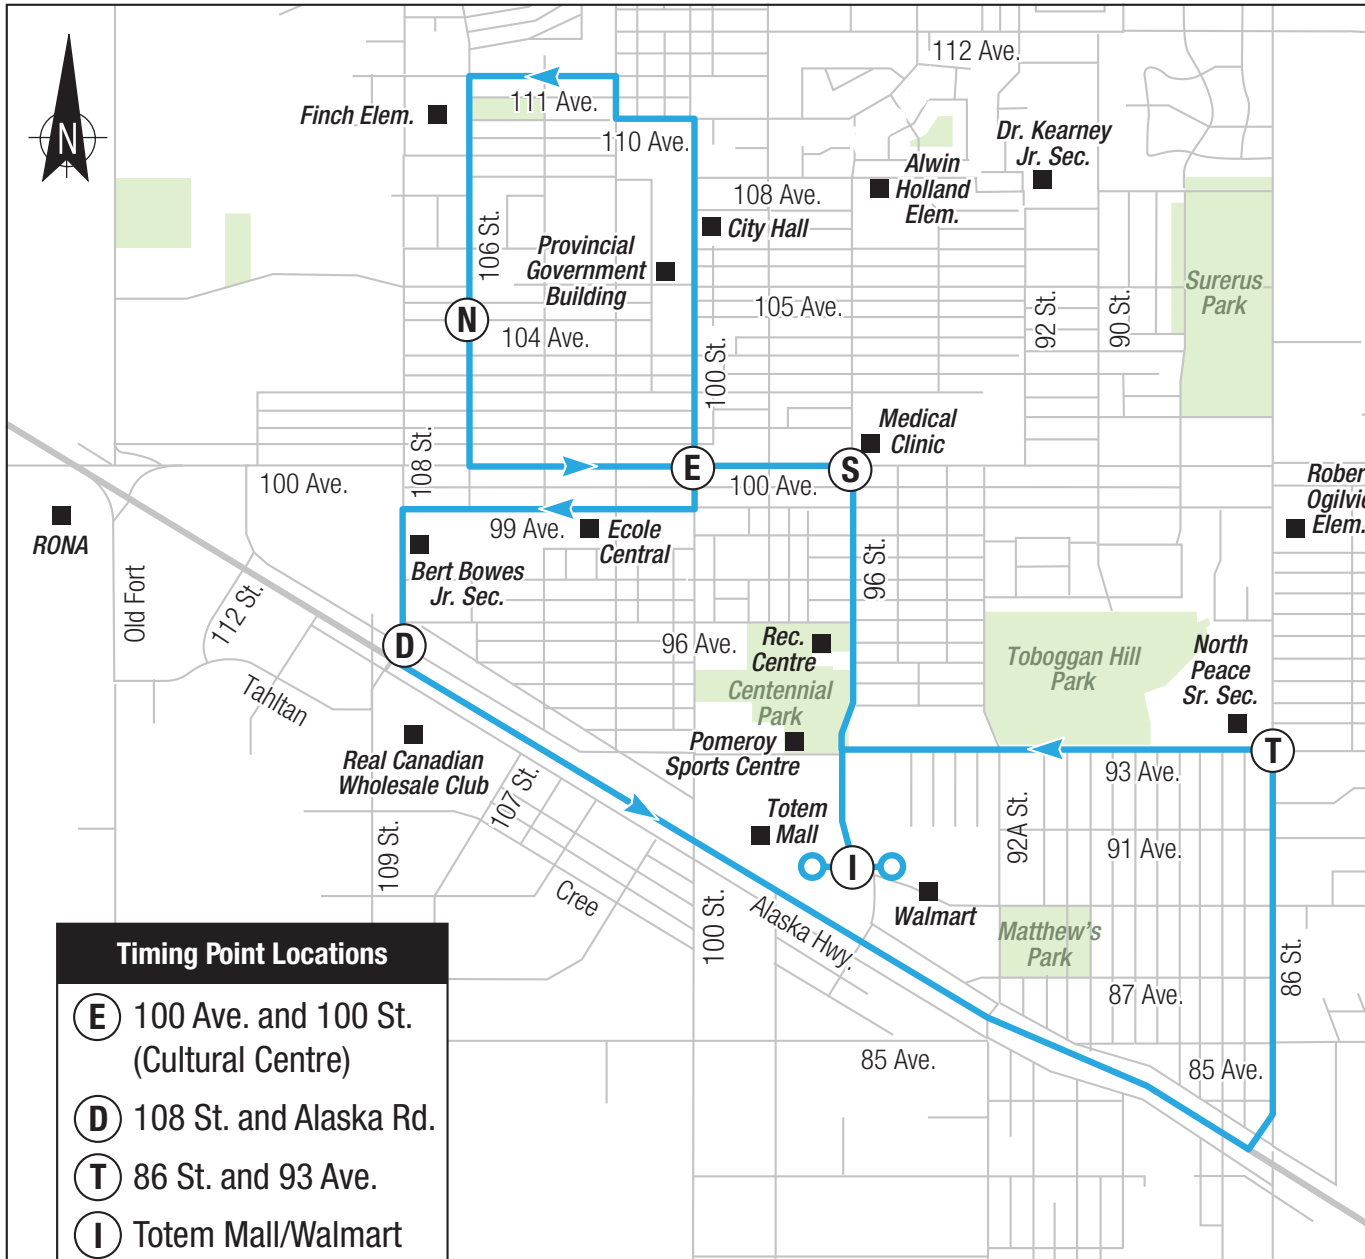 112 Ave.
N
111 Ave.
Finch Elem.
110 Ave.
Dr. Kearney
Jr. Sec.
Alwin
Holland
Elem.
108 Ave.
City Hall
106 St.
Provincial
Government
Building
Surerus
Park
105 Ave.
92 St.
90 St.
N
104 Ave.
100 St.
Medical
Clinic
108 St.
E
S
100 Ave.
100 Ave.
Ogilvi
Elem.
99 Ave.
Ecole
Central
RONA
Bert Bowes
Jr. Sec.
96 St.
Old Fort
112 St.
D
96 Ave.
Rec.
Centre
Toboggan Hill
Park
North
Peace
Sr. Sec.
Tahltan
Centennial
Park
Real Canadian
Wholesale Club
Pomeroy
Sports Centre
T
93 Ave.
107 St.
Totem
Mall
92A St.
91 Ave.
109 St.
I
Cree
Walmart
100 St.
Alaska Hwy.
Matthew's
Park
86 St.
87 Ave.
85 Ave.
85 Ave.
Timing Point Locations
E 100 Ave. and 100 St.
(Cultural Centre)
D 108 St. and Alaska Rd.
T 86 St. and 93 Ave.
I Totem Mall/Walmart